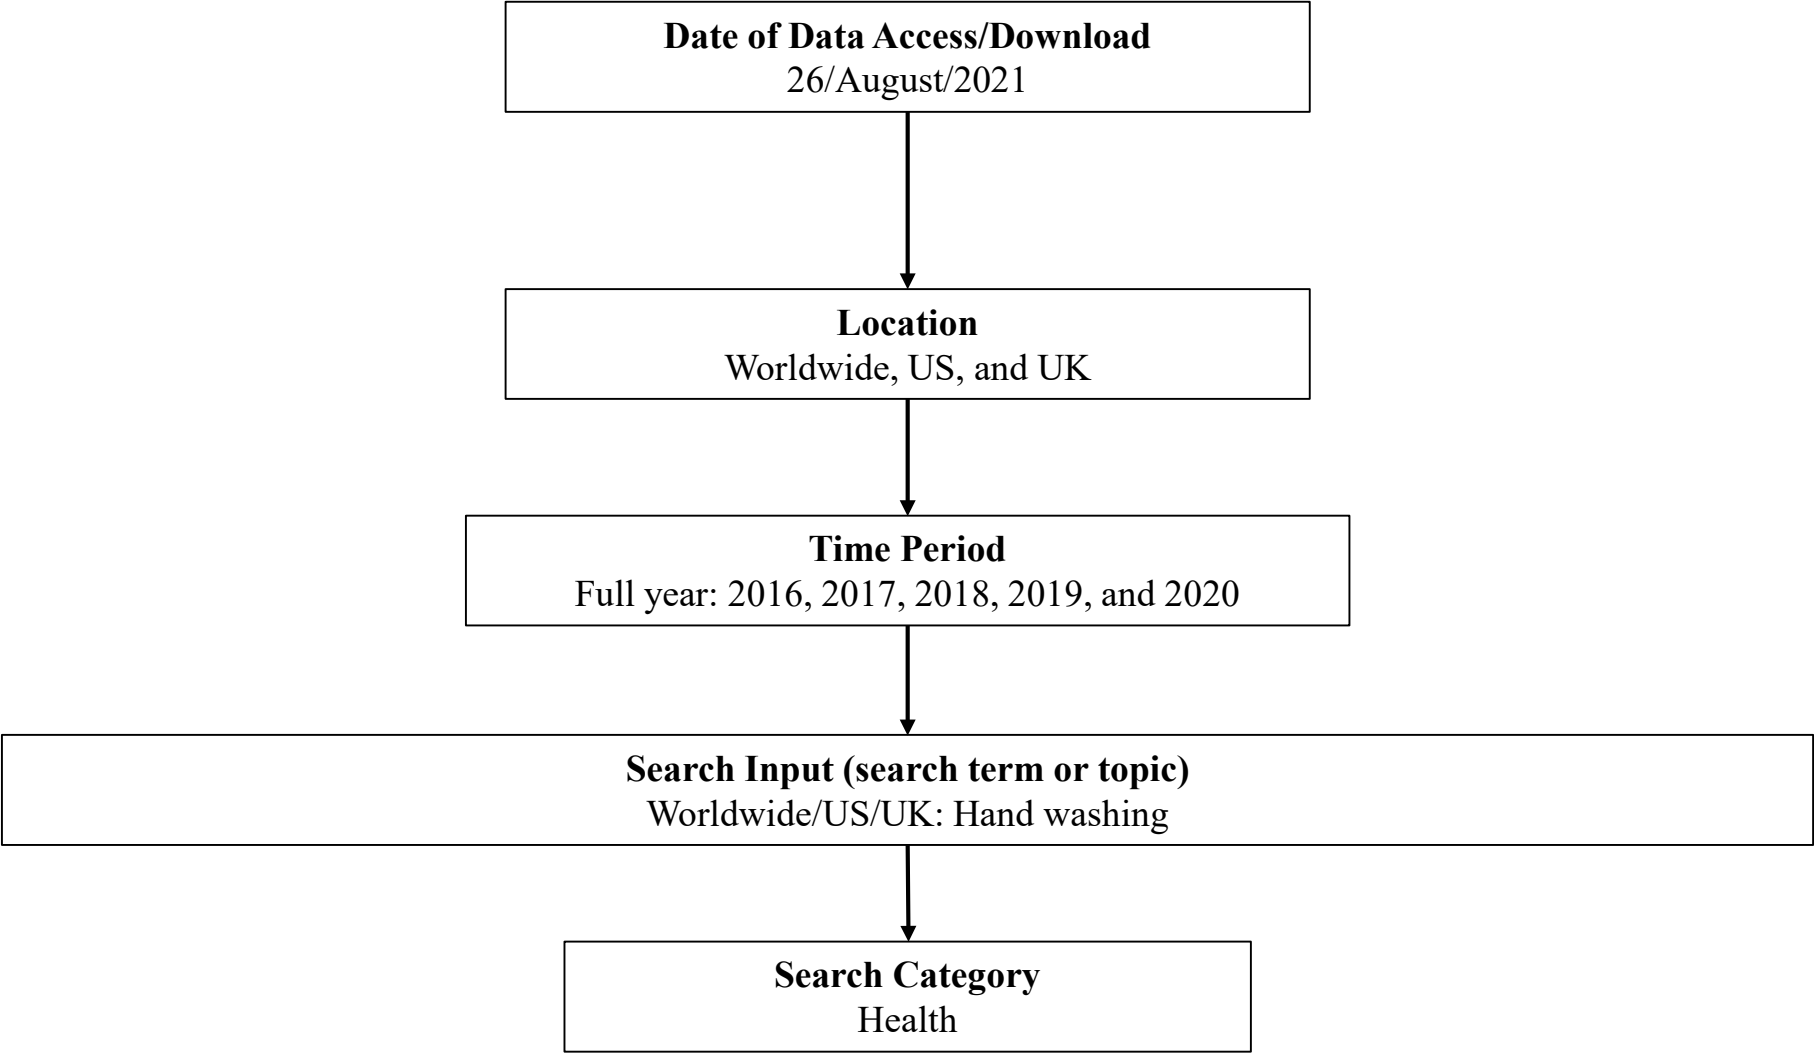 Date of Data Access/Download
26/August/2021
Location
Worldwide, US, and UK
Time Period
Full year: 2016, 2017, 2018, 2019, and 2020
Search Input (search term or topic)
Worldwide/US/UK: Hand washing
Search Category
Health